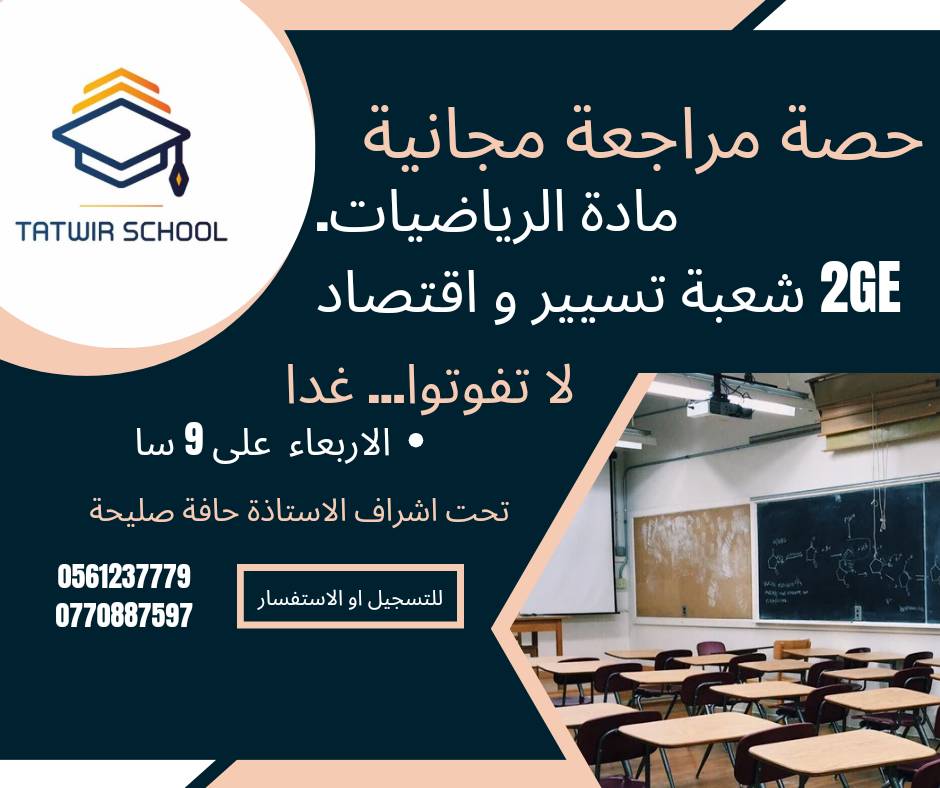 TATWIR SCHOOL
حصة مراجعة مجانية
مادة الرياضيات.
2GE شعبة تسيير و اقتصاد
لا تفوتوا... غدا
• الاربعاء على 9 سا
تحت اشراف الاستاذة حافة صليحة
للتسجيل او الاستفسار
0561237779
0770887597